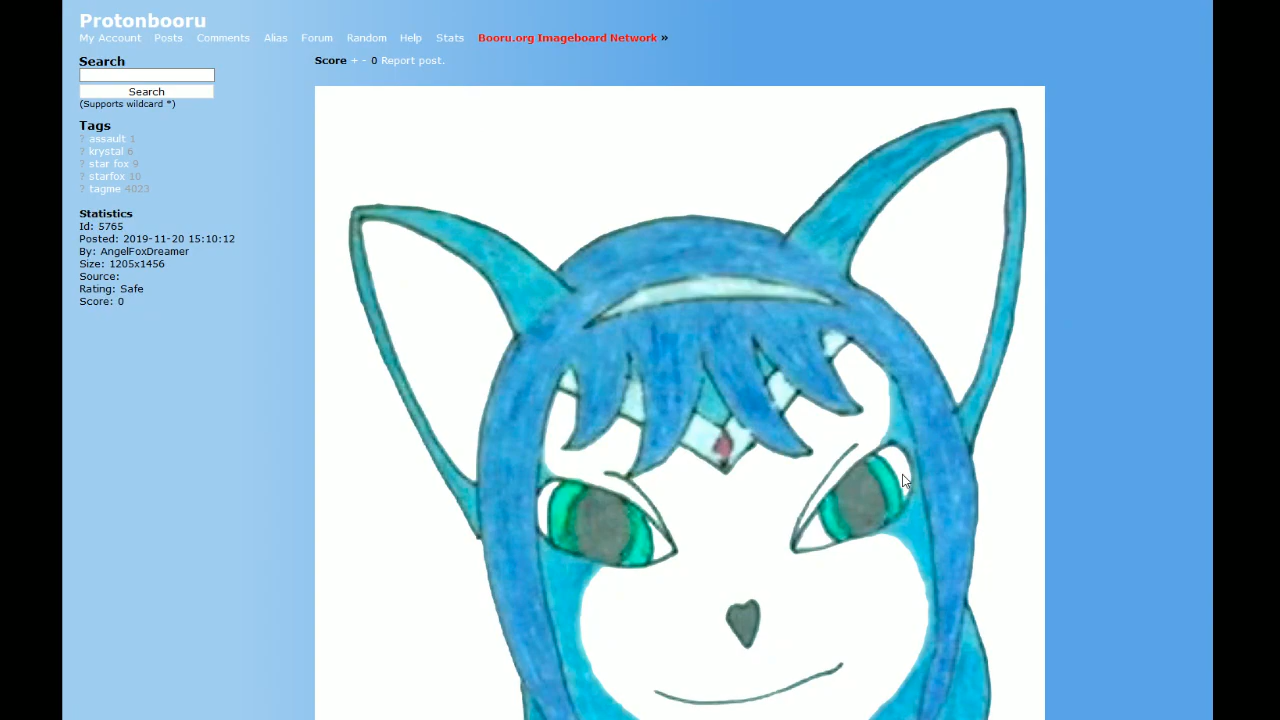 Protonbooru
My Account Posts Comments Alias Forum Random Help Stats Booru.org Imageboard Network »
Search
Search
(Supports wildcard *)
Tags
? assault 1
? krystal 6
? star fox 9
? starfox 10
? tagme 4023
Statistics
Id: 5765
Posted: 2019-11-20 15:10:12
By: AngelFoxDreamer
Size: 1205x1456
Source:
Rating: Safe
Score: 0
Score + - 0 Report post.